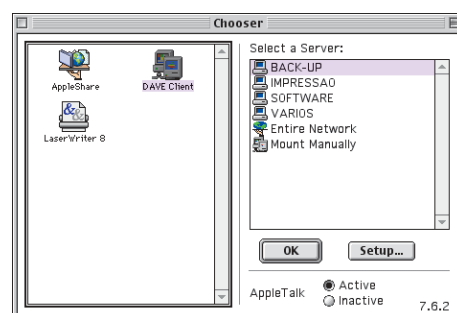 Chooser
AppleShare
DAVE Client
LaserWriter 8
Select a Server:
BACK-UP
IMPRESSAO
SOFTWARE
VARIOS
Entire Network
Mount Manually
OK
Setup...
AppleTalk
Active
Inactive
7.6.2